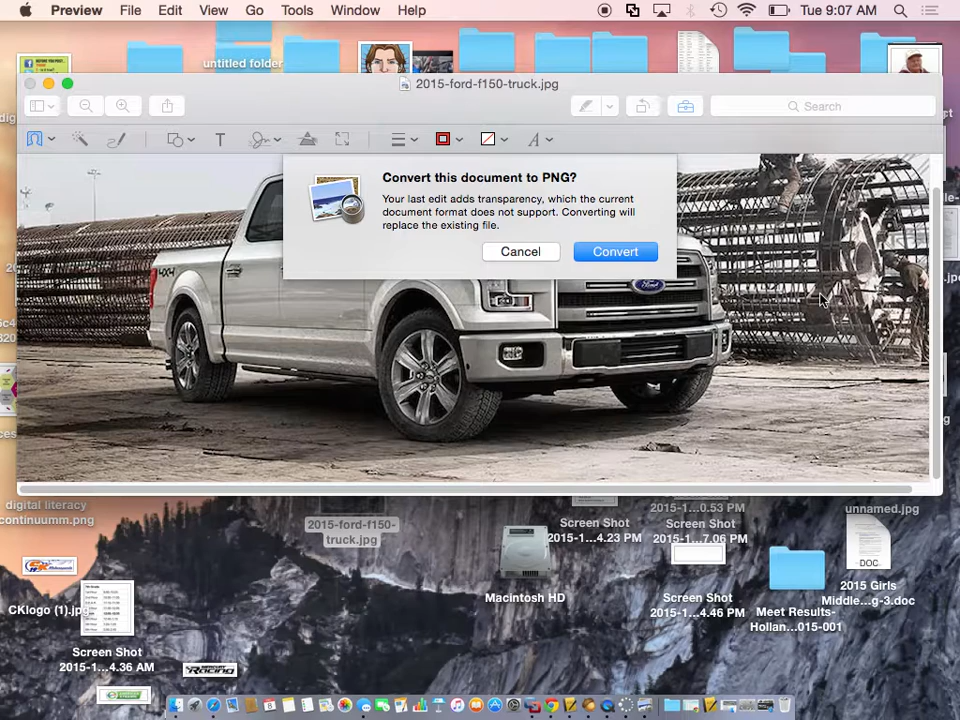 Preview File Edit View Go Tools Window Help Tue 9:07 AM
untitled folder
2015-ford-f150-truck.jpg
Search
T A
Convert this document to PNG?
Your last edit adds transparency, which the current
document format does not support. Converting will
replace the existing file.
Cancel Convert
4X4
Ford
digital literacy
continuumm.png
2015-ford-f150-
truck.jpg
Screen Shot
2015-1...4.23 PM
2015-1....0.53 PM
Screen Shot
2015-1...7.06 PM
unnamed.jpg
Macintosh HD
DOC
CKlogo (1).jpg
Screen Shot
2015-1...4.46 PM
Meet Results-
Hollan...015-001
2015 Girls
Middle...g-3.doc
Screen Shot
2015-1...4.36 AM
RACING